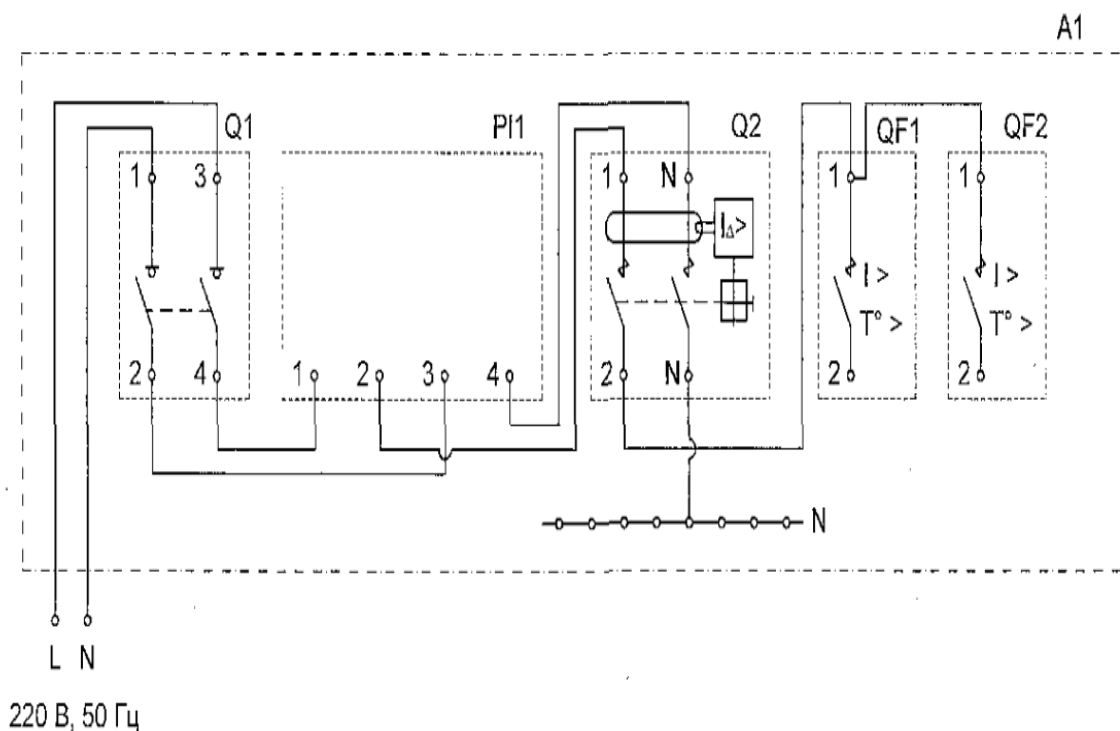 A1
Q1 PI1 Q2 QF1 QF2
1 3 1 N 1 1
I∆>
I > I >
T° > T° >
2 4 1 2 3 4 2 N 2 2
N
L N
220 В, 50 Гц